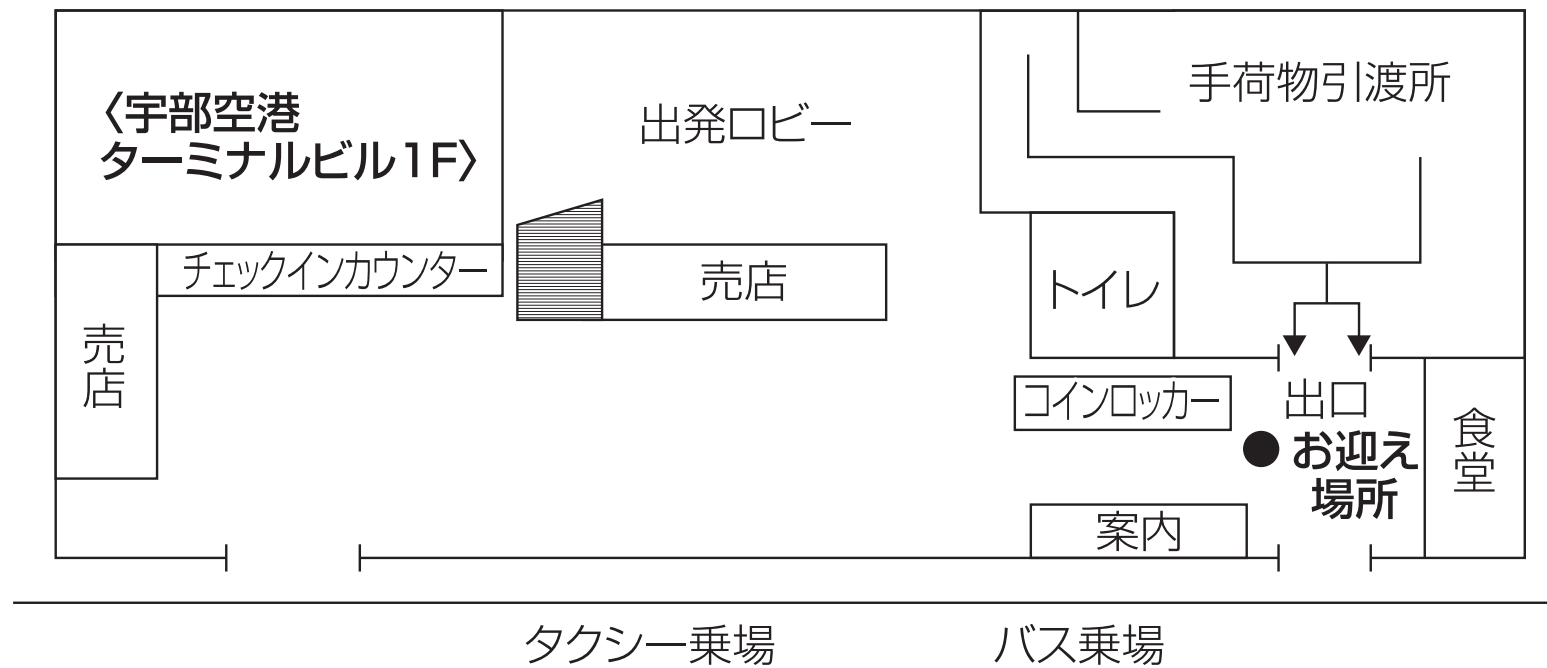 〈宇部空港
ターミナルビル1F〉
出発ロビー
手荷物引渡所
チェックインカウンター
売店
売店
トイレ
コインロッカー
出口
●お迎え
場所
食堂
案内
タクシー乗場
バス乗場